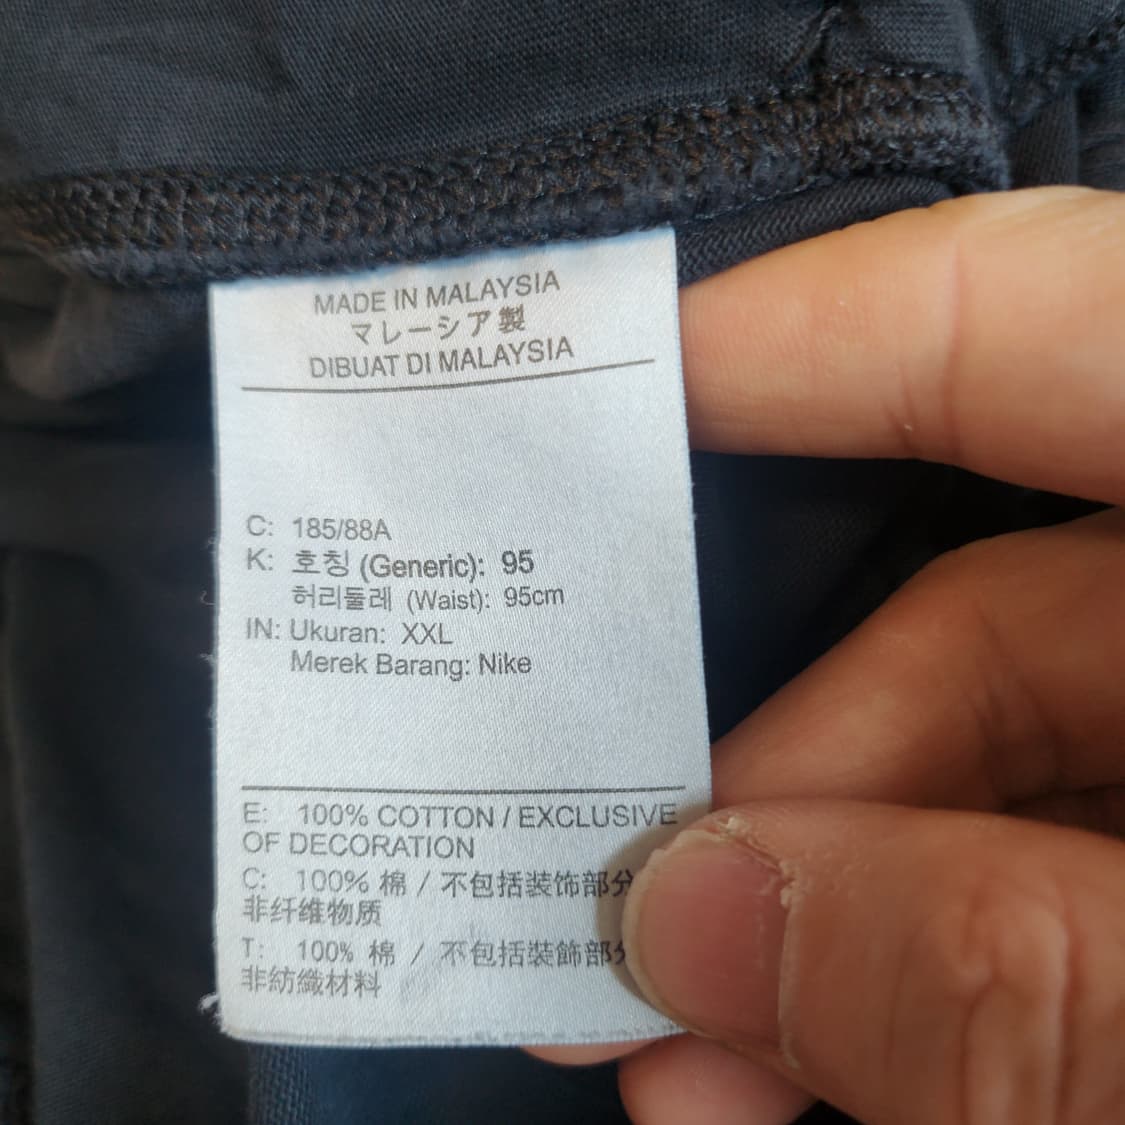 MADE IN MALAYSIA
マレーシア製
DIBUAT DI MALAYSIA
C: 185/88A
K: 호칭 (Generic): 95
허리둘레 (Waist): 95cm
IN: Ukuran: XXL
Merek Barang: Nike
E: 100% COTTON / EXCLUSIVE
OF DECORATION
C: 100% 棉 / 不包括装饰部分
非纤维物质
T: 100% 棉 / 不包括裝飾部分
非紡織材料